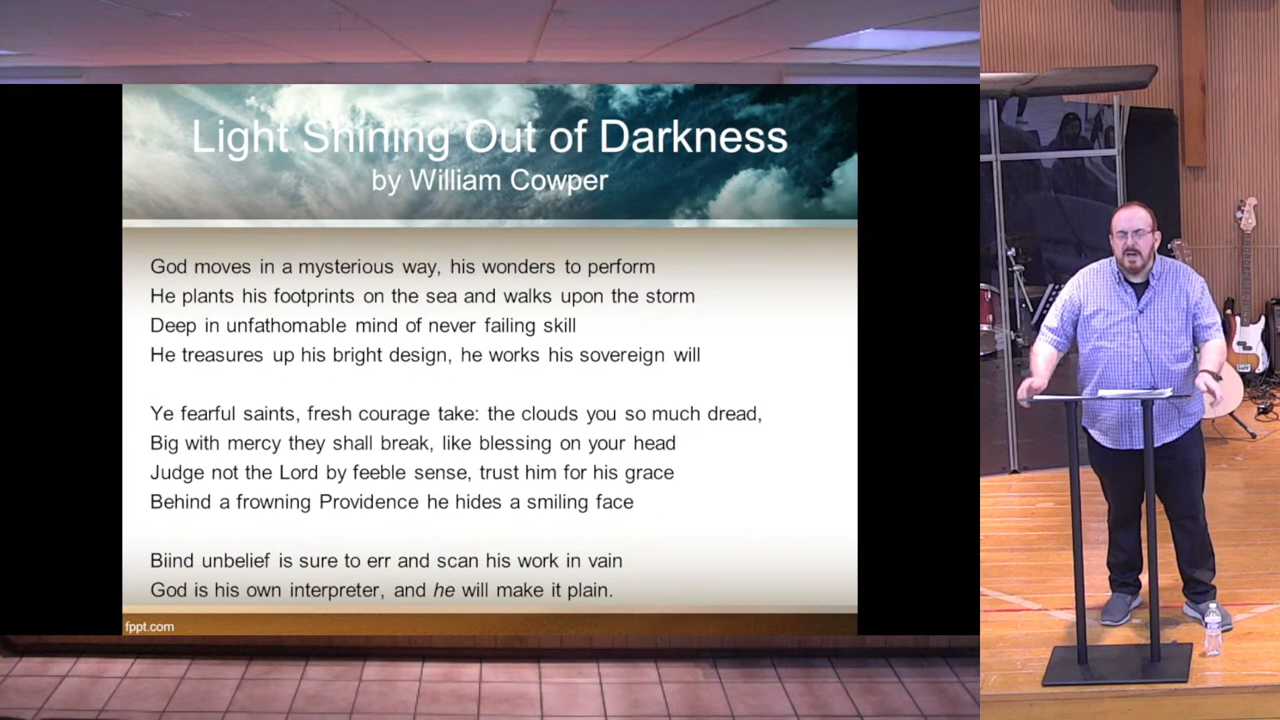 Light Shining Out of Darkness
by William Cowper
God moves in a mysterious way, his wonders to perform
He plants his footprints on the sea and walks upon the storm
Deep in unfathomable mind of never failing skill
He treasures up his bright design, he works his sovereign will
Ye fearful saints, fresh courage take: the clouds you so much dread,
Big with mercy they shall break, like blessing on your head
Judge not the Lord by feeble sense, trust him for his grace
Behind a frowning Providence he hides a smiling face
Biind unbelief is sure to err and scan his work in vain
God is his own interpreter, and he will make it plain.
fppt.com